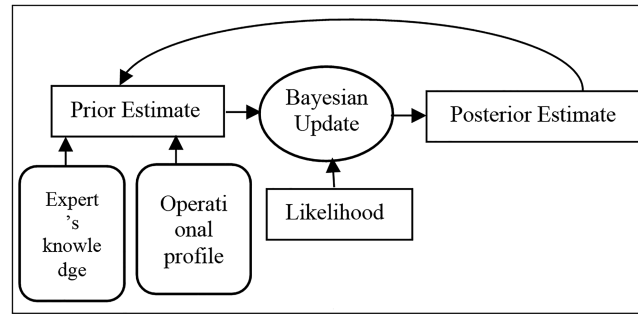 Prior Estimate
Bayesian
Update
Posterior Estimate
Expert
's
knowle
dge
Operati
onal
profile
Likelihood